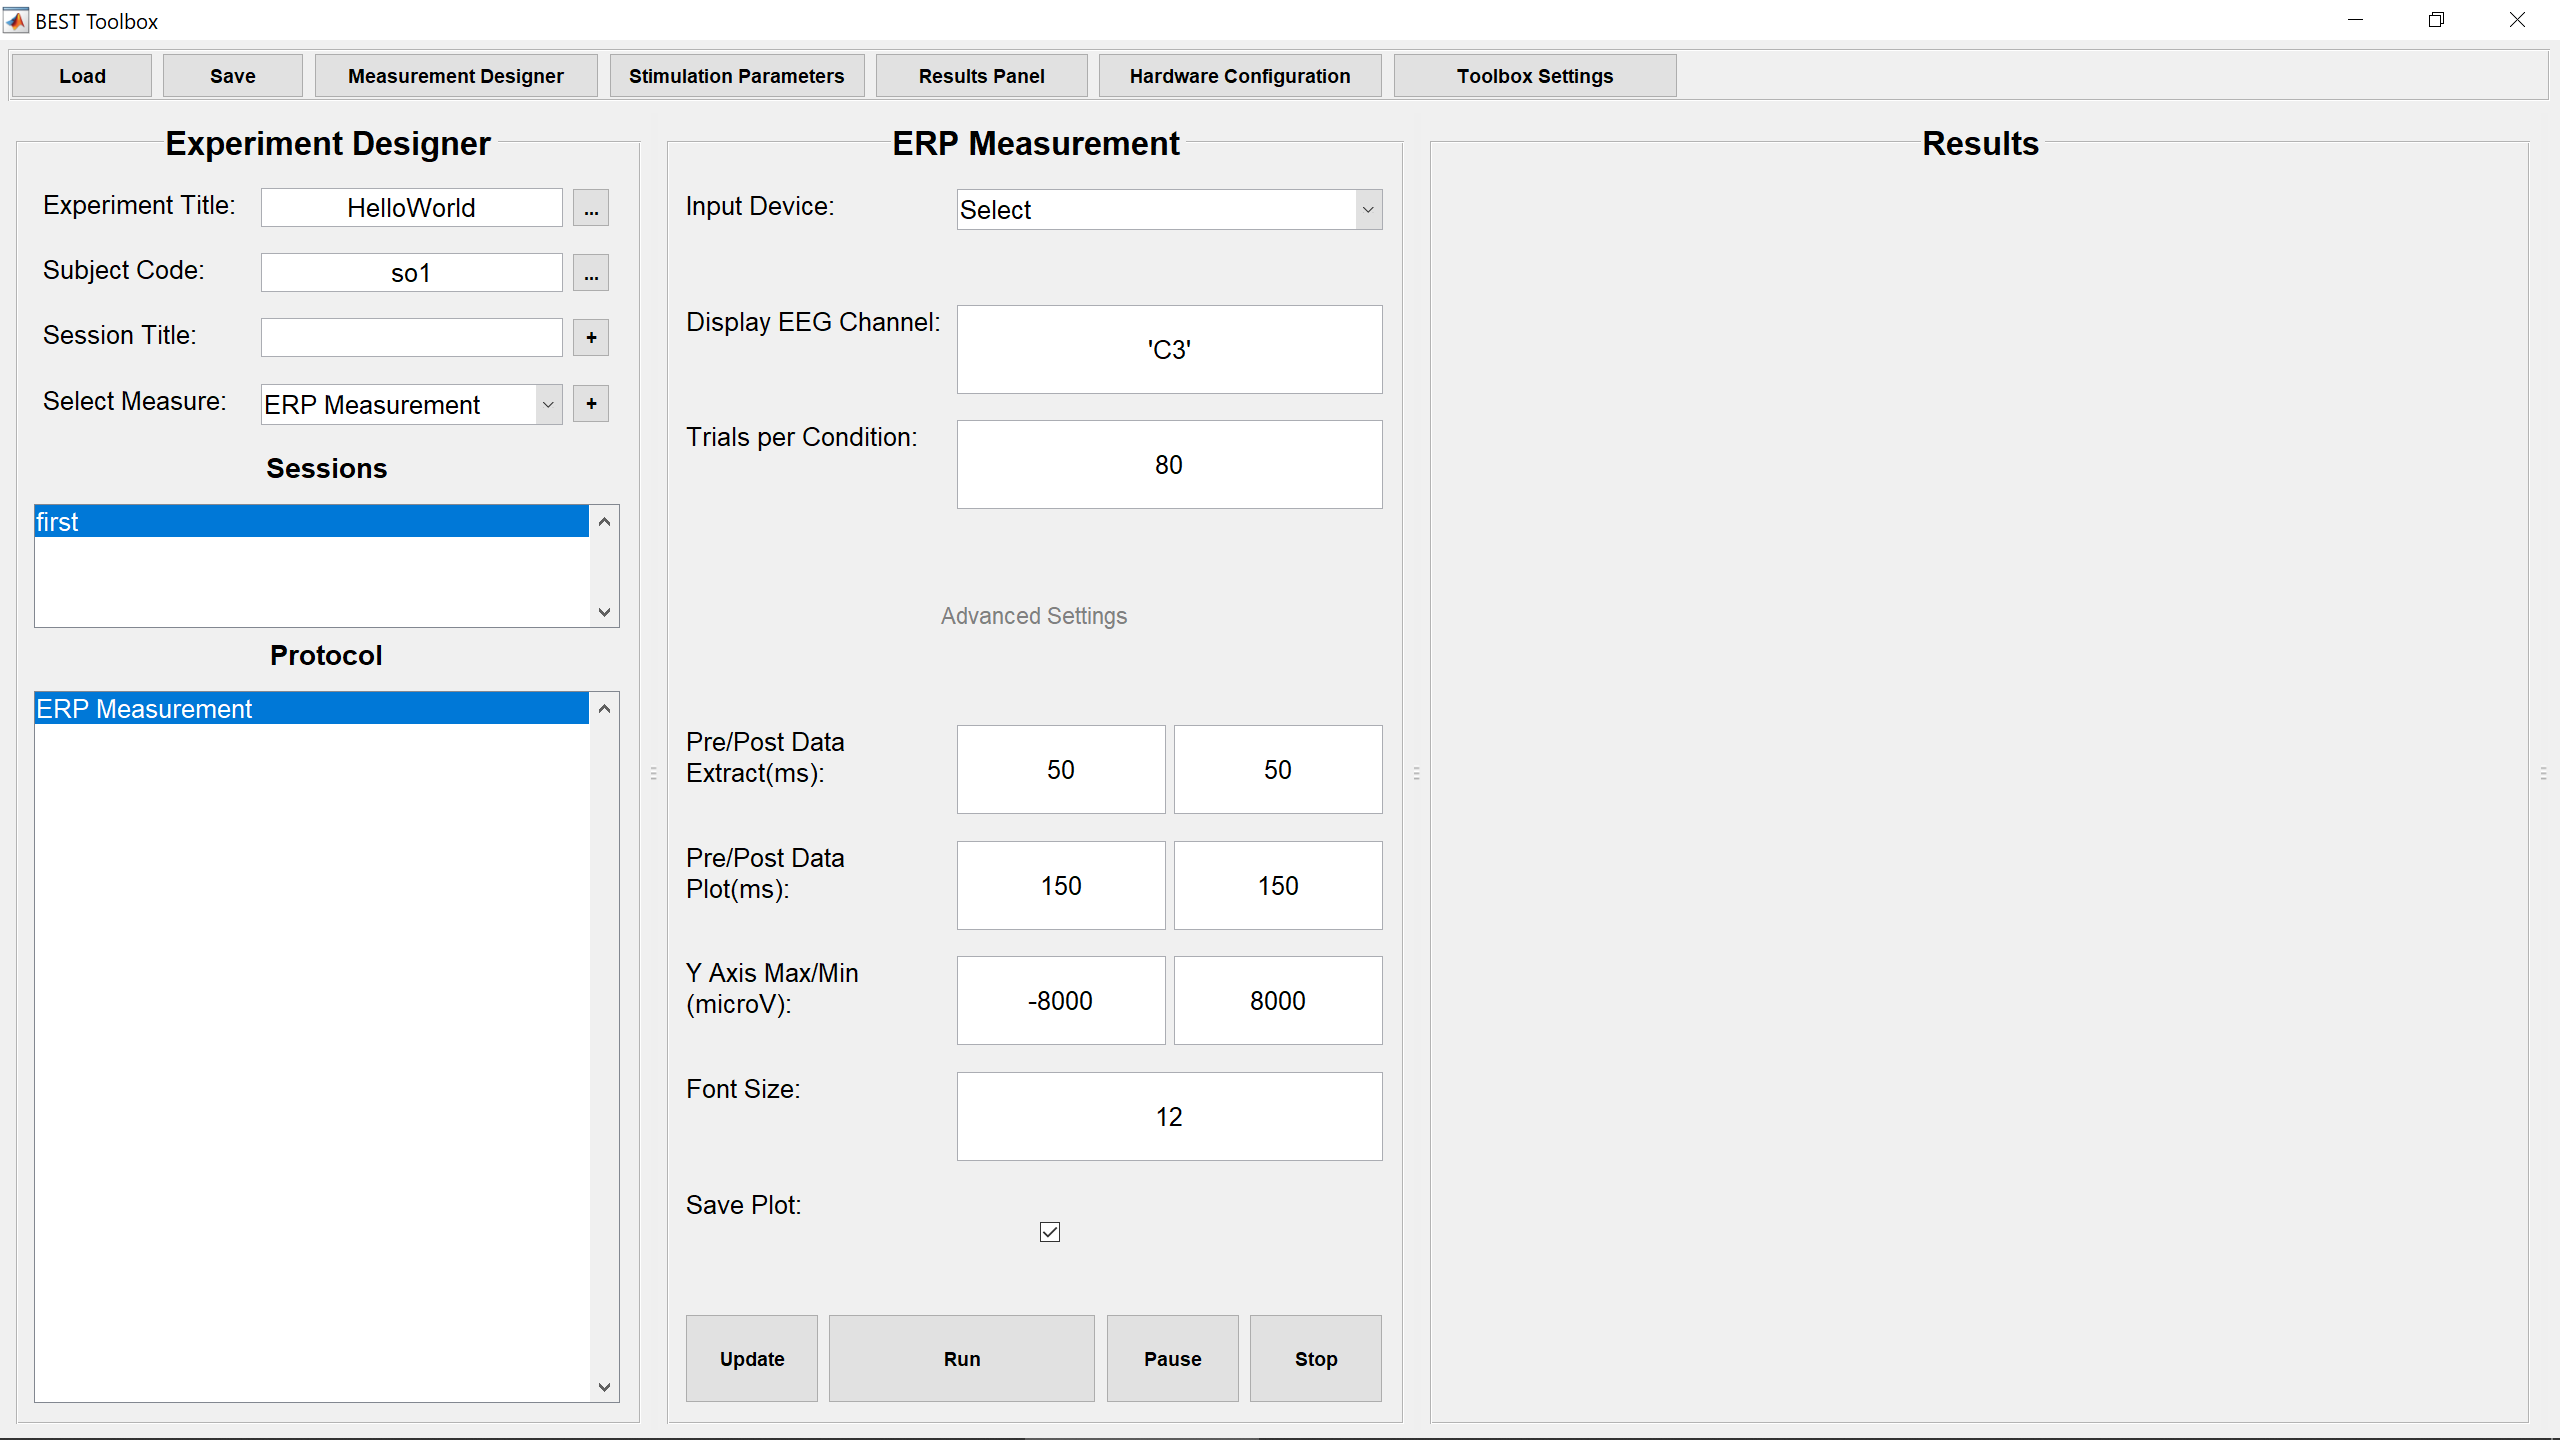 BEST Toolbox
Load
Save
Measurement Designer
Stimulation Parameters
Results Panel
Hardware Configuration
Toolbox Settings
Experiment Designer
Experiment Title:
HelloWorld
...
Subject Code:
so1
...
Session Title:
+
Select Measure:
ERP Measurement
+
Sessions
first
Protocol
ERP Measurement
ERP Measurement
Input Device:
Select
Display EEG Channel:
'C3'
Trials per Condition:
80
Advanced Settings
Pre/Post Data
Extract(ms):
50
50
Pre/Post Data
Plot(ms):
150
150
Y Axis Max/Min
(microV):
-8000
8000
Font Size:
12
Save Plot:
Update
Run
Pause
Stop
Results